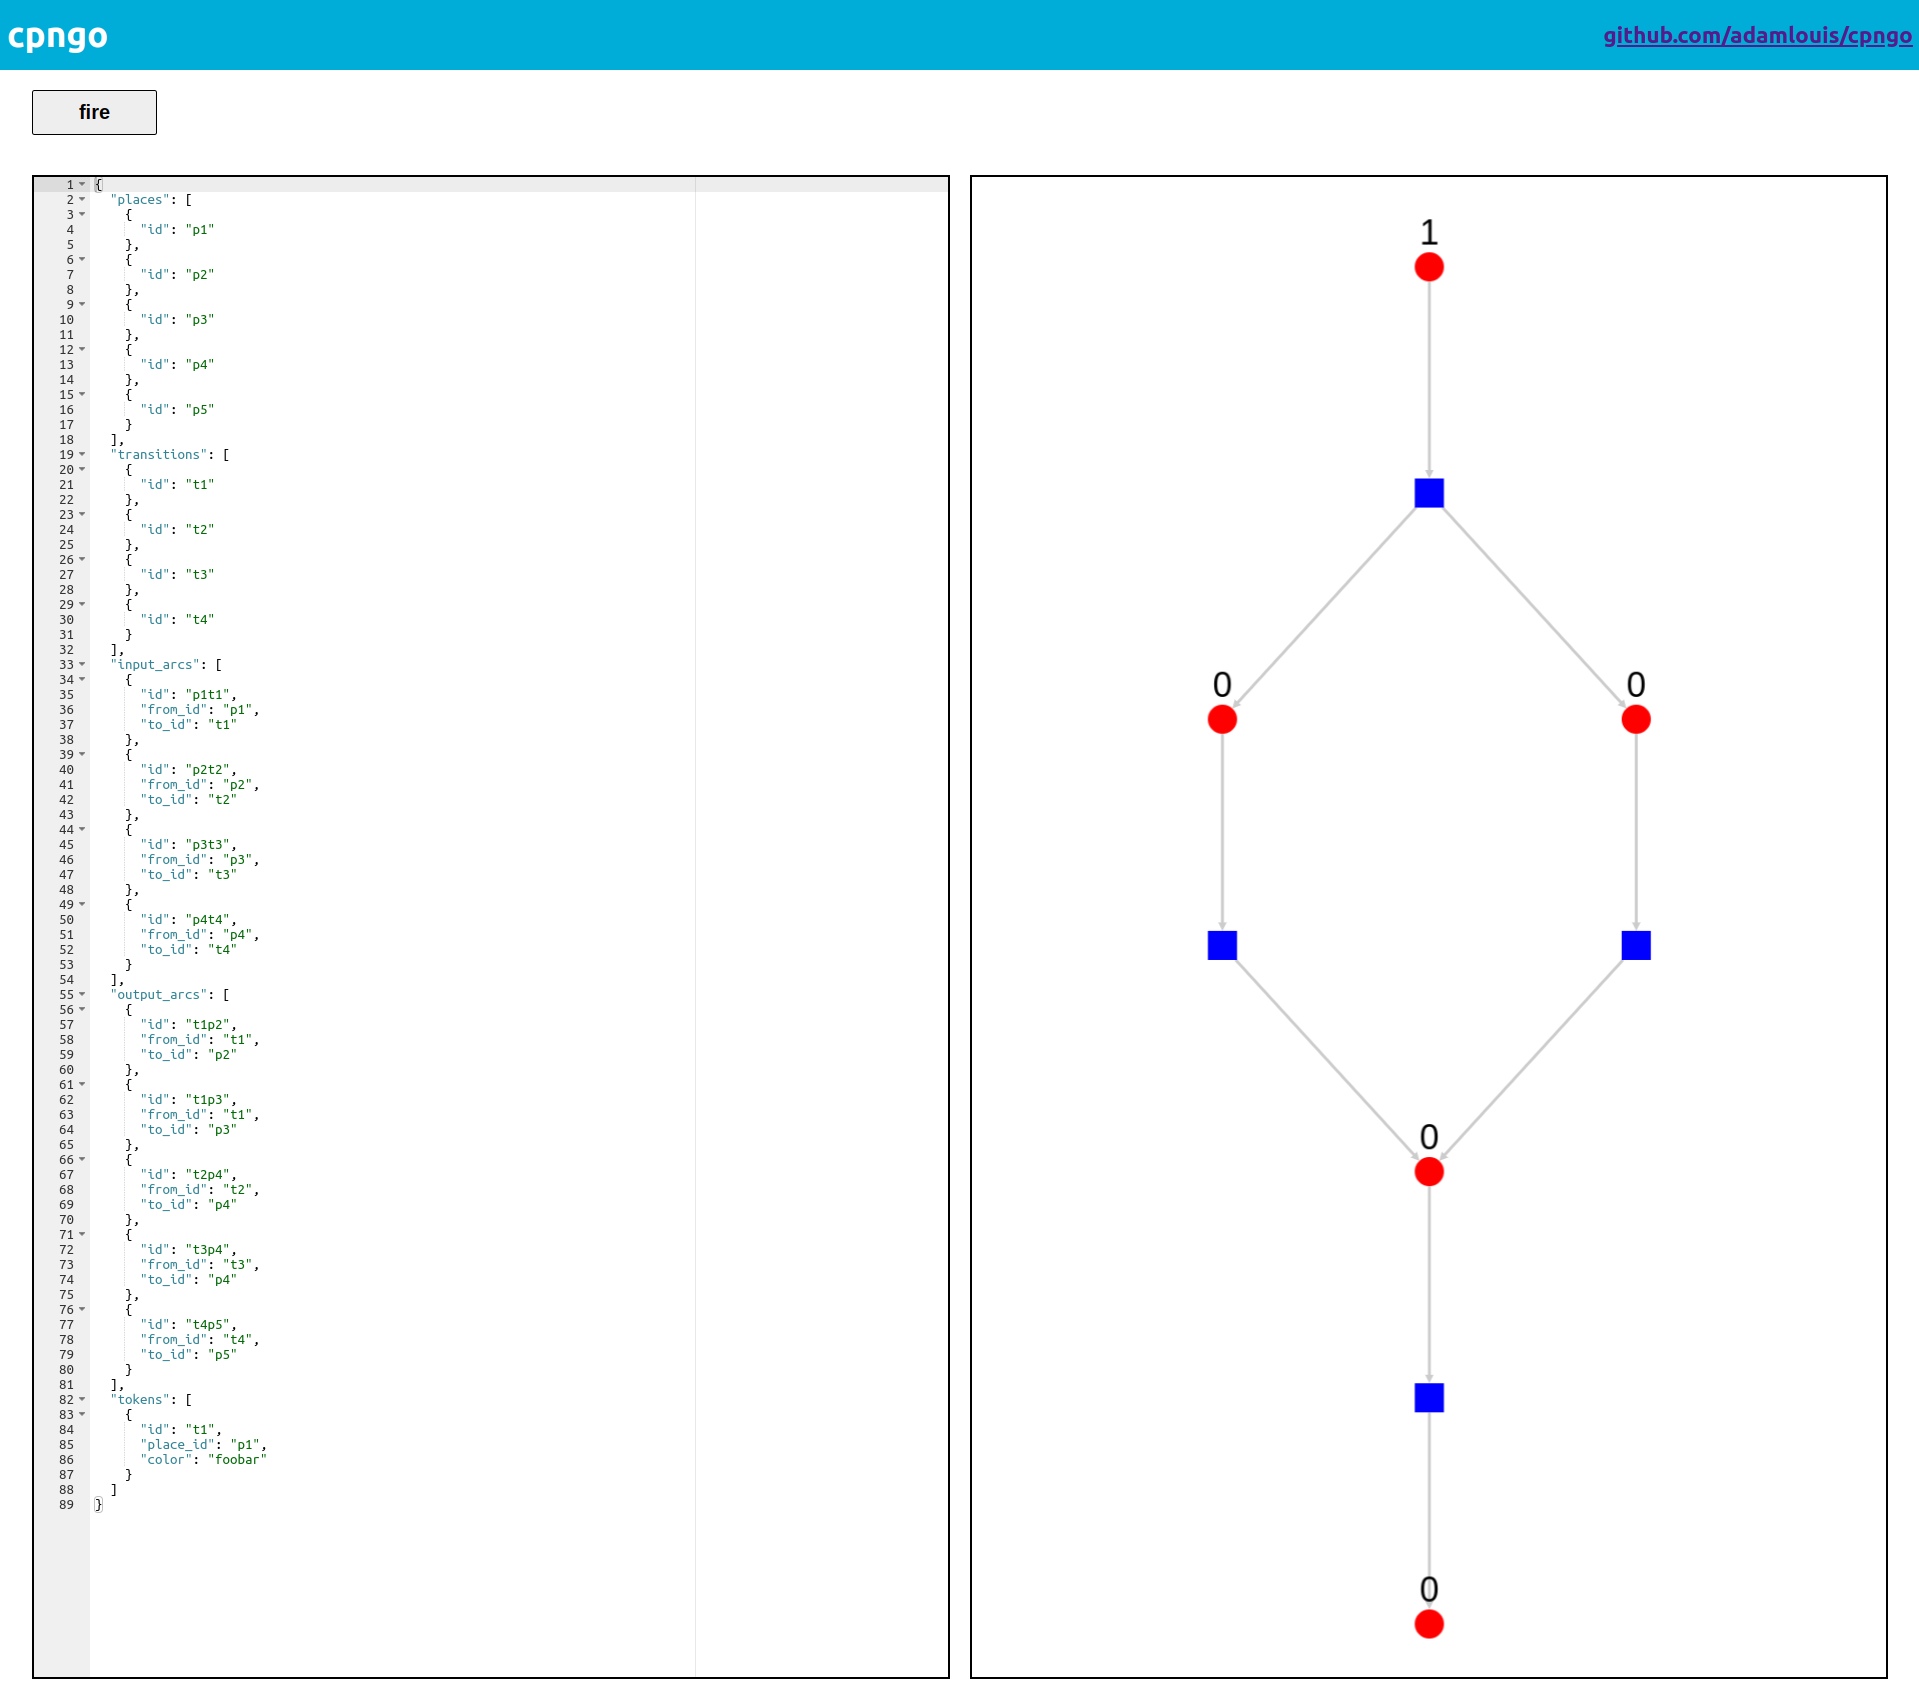 cpngo
github.com/adamlouis/cpngo
fire
1 {
2   "places": [
3     {
4       "id": "p1"
5     },
6     {
7       "id": "p2"
8     },
9     {
10       "id": "p3"
11     },
12     {
13       "id": "p4"
14     },
15     {
16       "id": "p5"
17     }
18   ],
19   "transitions": [
20     {
21       "id": "t1"
22     },
23     {
24       "id": "t2"
25     },
26     {
27       "id": "t3"
28     },
29     {
30       "id": "t4"
31     }
32   ],
33   "input_arcs": [
34     {
35       "id": "p1t1",
36       "from_id": "p1",
37       "to_id": "t1"
38     },
39     {
40       "id": "p2t2",
41       "from_id": "p2",
42       "to_id": "t2"
43     },
44     {
45       "id": "p3t3",
46       "from_id": "p3",
47       "to_id": "t3"
48     },
49     {
50       "id": "p4t4",
51       "from_id": "p4",
52       "to_id": "t4"
53     }
54   ],
55   "output_arcs": [
56     {
57       "id": "t1p2",
58       "from_id": "t1",
59       "to_id": "p2"
60     },
61     {
62       "id": "t1p3",
63       "from_id": "t1",
64       "to_id": "p3"
65     },
66     {
67       "id": "t2p4",
68       "from_id": "t2",
69       "to_id": "p4"
70     },
71     {
72       "id": "t3p4",
73       "from_id": "t3",
74       "to_id": "p4"
75     },
76     {
77       "id": "t4p5",
78       "from_id": "t4",
79       "to_id": "p5"
80     }
81   ],
82   "tokens": [
83     {
84       "id": "t1",
85       "place_id": "p1",
86       "color": "foobar"
87     }
88   ]
89 }
1
0
0
0
0